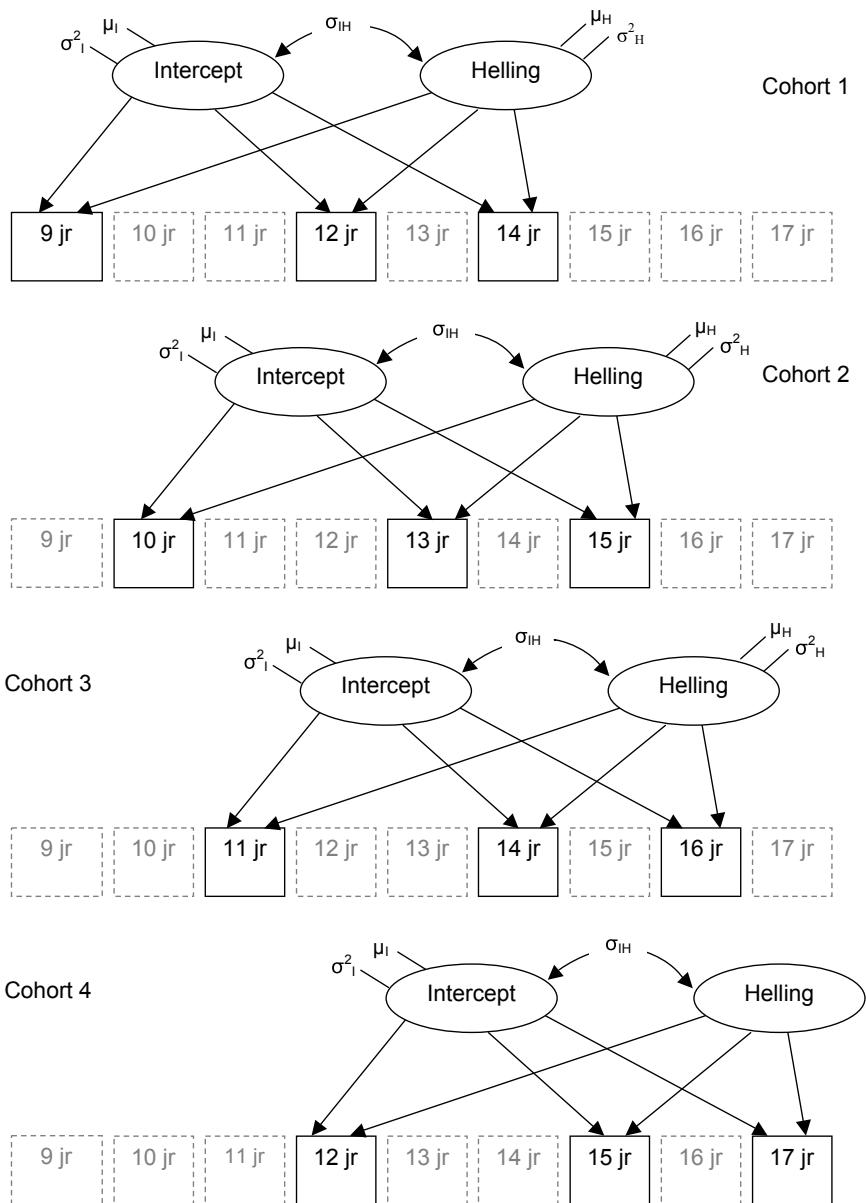 μI σIH μH
σ²I σ²H
Intercept Helling
Cohort 1
9 jr 10 jr 11 jr 12 jr 13 jr 14 jr 15 jr 16 jr 17 jr
μI σIH μH
σ²I σ²H
Intercept Helling Cohort 2
9 jr 10 jr 11 jr 12 jr 13 jr 14 jr 15 jr 16 jr 17 jr
μI σIH μH
σ²I σ²H
Cohort 3 Intercept Helling
9 jr 10 jr 11 jr 12 jr 13 jr 14 jr 15 jr 16 jr 17 jr
μI σIH
σ²I
Cohort 4 Intercept Helling
9 jr 10 jr 11 jr 12 jr 13 jr 14 jr 15 jr 16 jr 17 jr